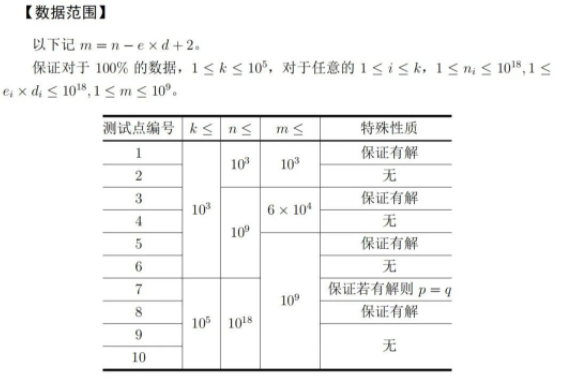 【数据范围】
以下记 m = n − e × d + 2。
保证对于 100% 的数据，1 ≤ k ≤ 10⁵，对于任意的 1 ≤ i ≤ k，1 ≤ nᵢ ≤ 10¹⁸, 1 ≤
eᵢ × dᵢ ≤ 10¹⁸, 1 ≤ m ≤ 10⁹。
测试点编号 k ≤ n ≤ m ≤ 特殊性质
1 10³ 10³ 10³ 保证有解
2 无
3 10⁹ 6 × 10⁴ 保证有解
4 无
5 10⁹ 保证有解
6 无
7 10⁵ 10¹⁸ 保证若有解则 p = q
8 保证有解
9 无
10